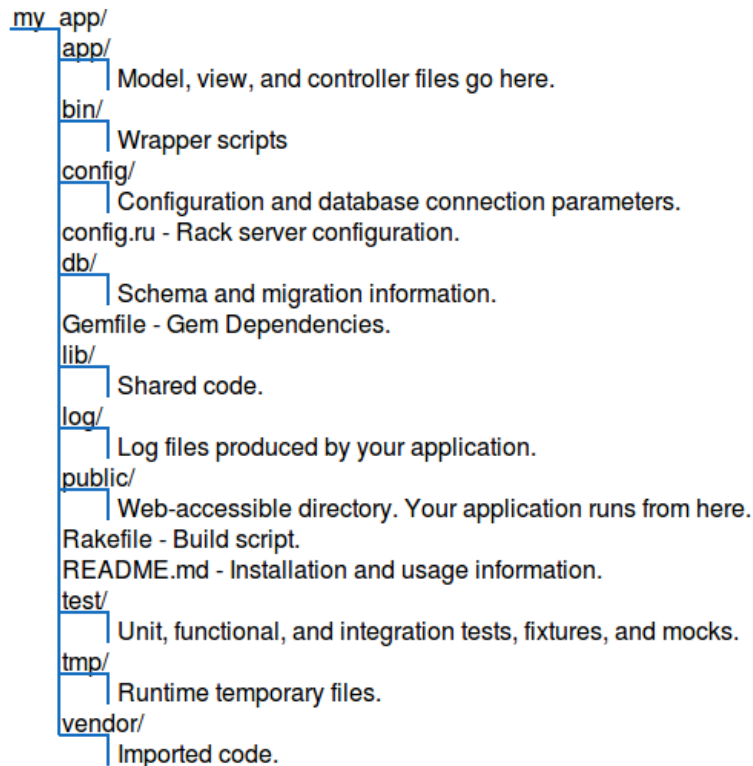 my_app/
app/
Model, view, and controller files go here.
bin/
Wrapper scripts
config/
Configuration and database connection parameters.
config.ru - Rack server configuration.
db/
Schema and migration information.
Gemfile - Gem Dependencies.
lib/
Shared code.
log/
Log files produced by your application.
public/
Web-accessible directory. Your application runs from here.
Rakefile - Build script.
README.md - Installation and usage information.
test/
Unit, functional, and integration tests, fixtures, and mocks.
tmp/
Runtime temporary files.
vendor/
Imported code.